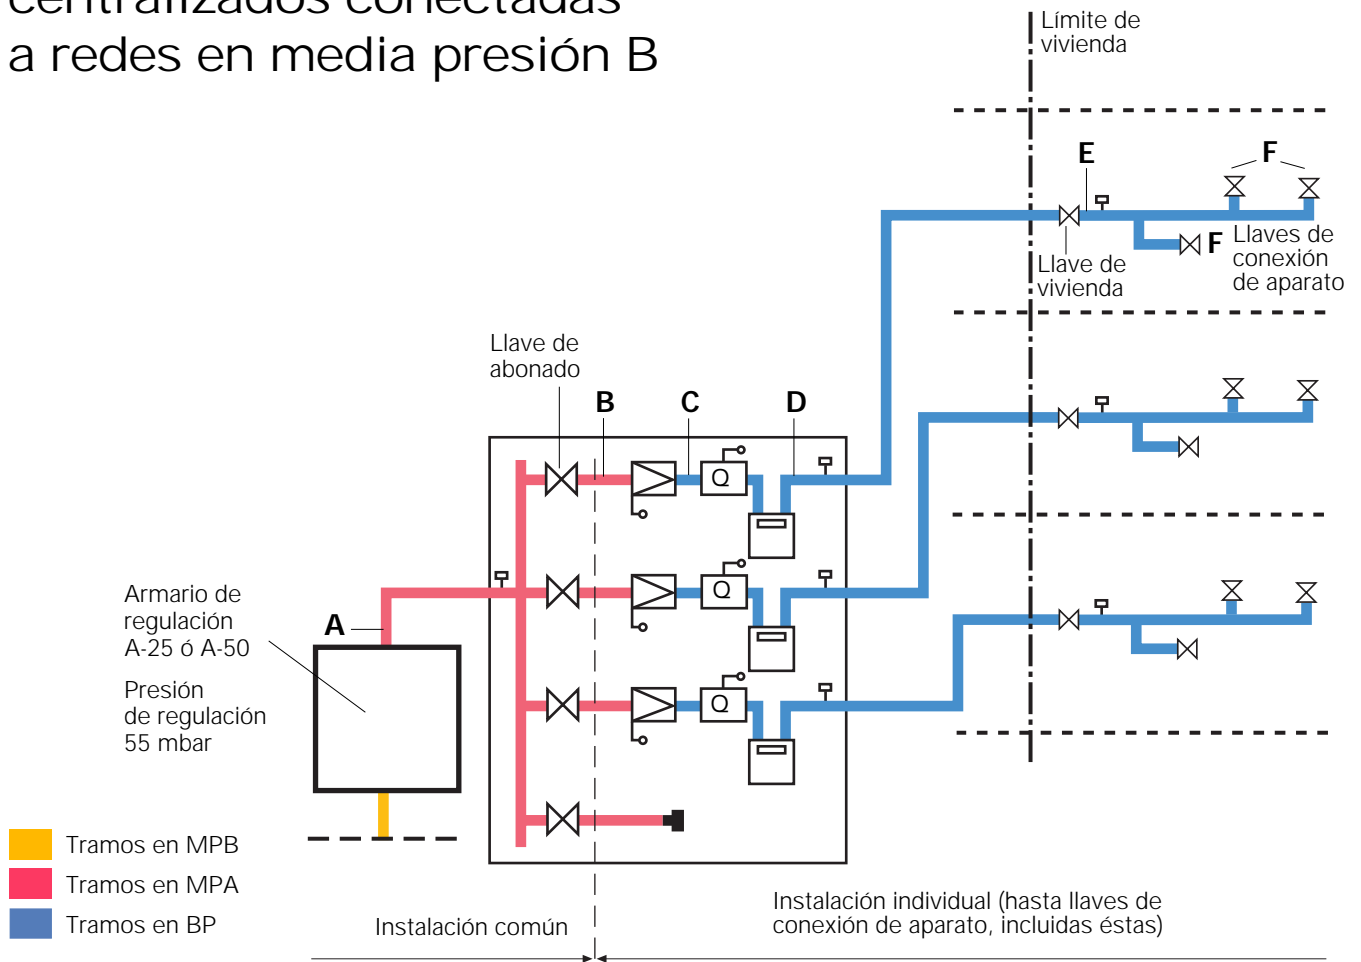 centralizados conectadas
a redes en media presión B
Límite de
vivienda
E
F
F
Llaves de
conexión
de aparato
Llave de
vivienda
Llave de
abonado
B
C
D
Q
Q
Q
Armario de
regulación
A-25 ó A-50
A
Presión
de regulación
55 mbar
Tramos en MPB
Tramos en MPA
Tramos en BP
Instalación común
Instalación individual (hasta llaves de
conexión de aparato, incluidas éstas)